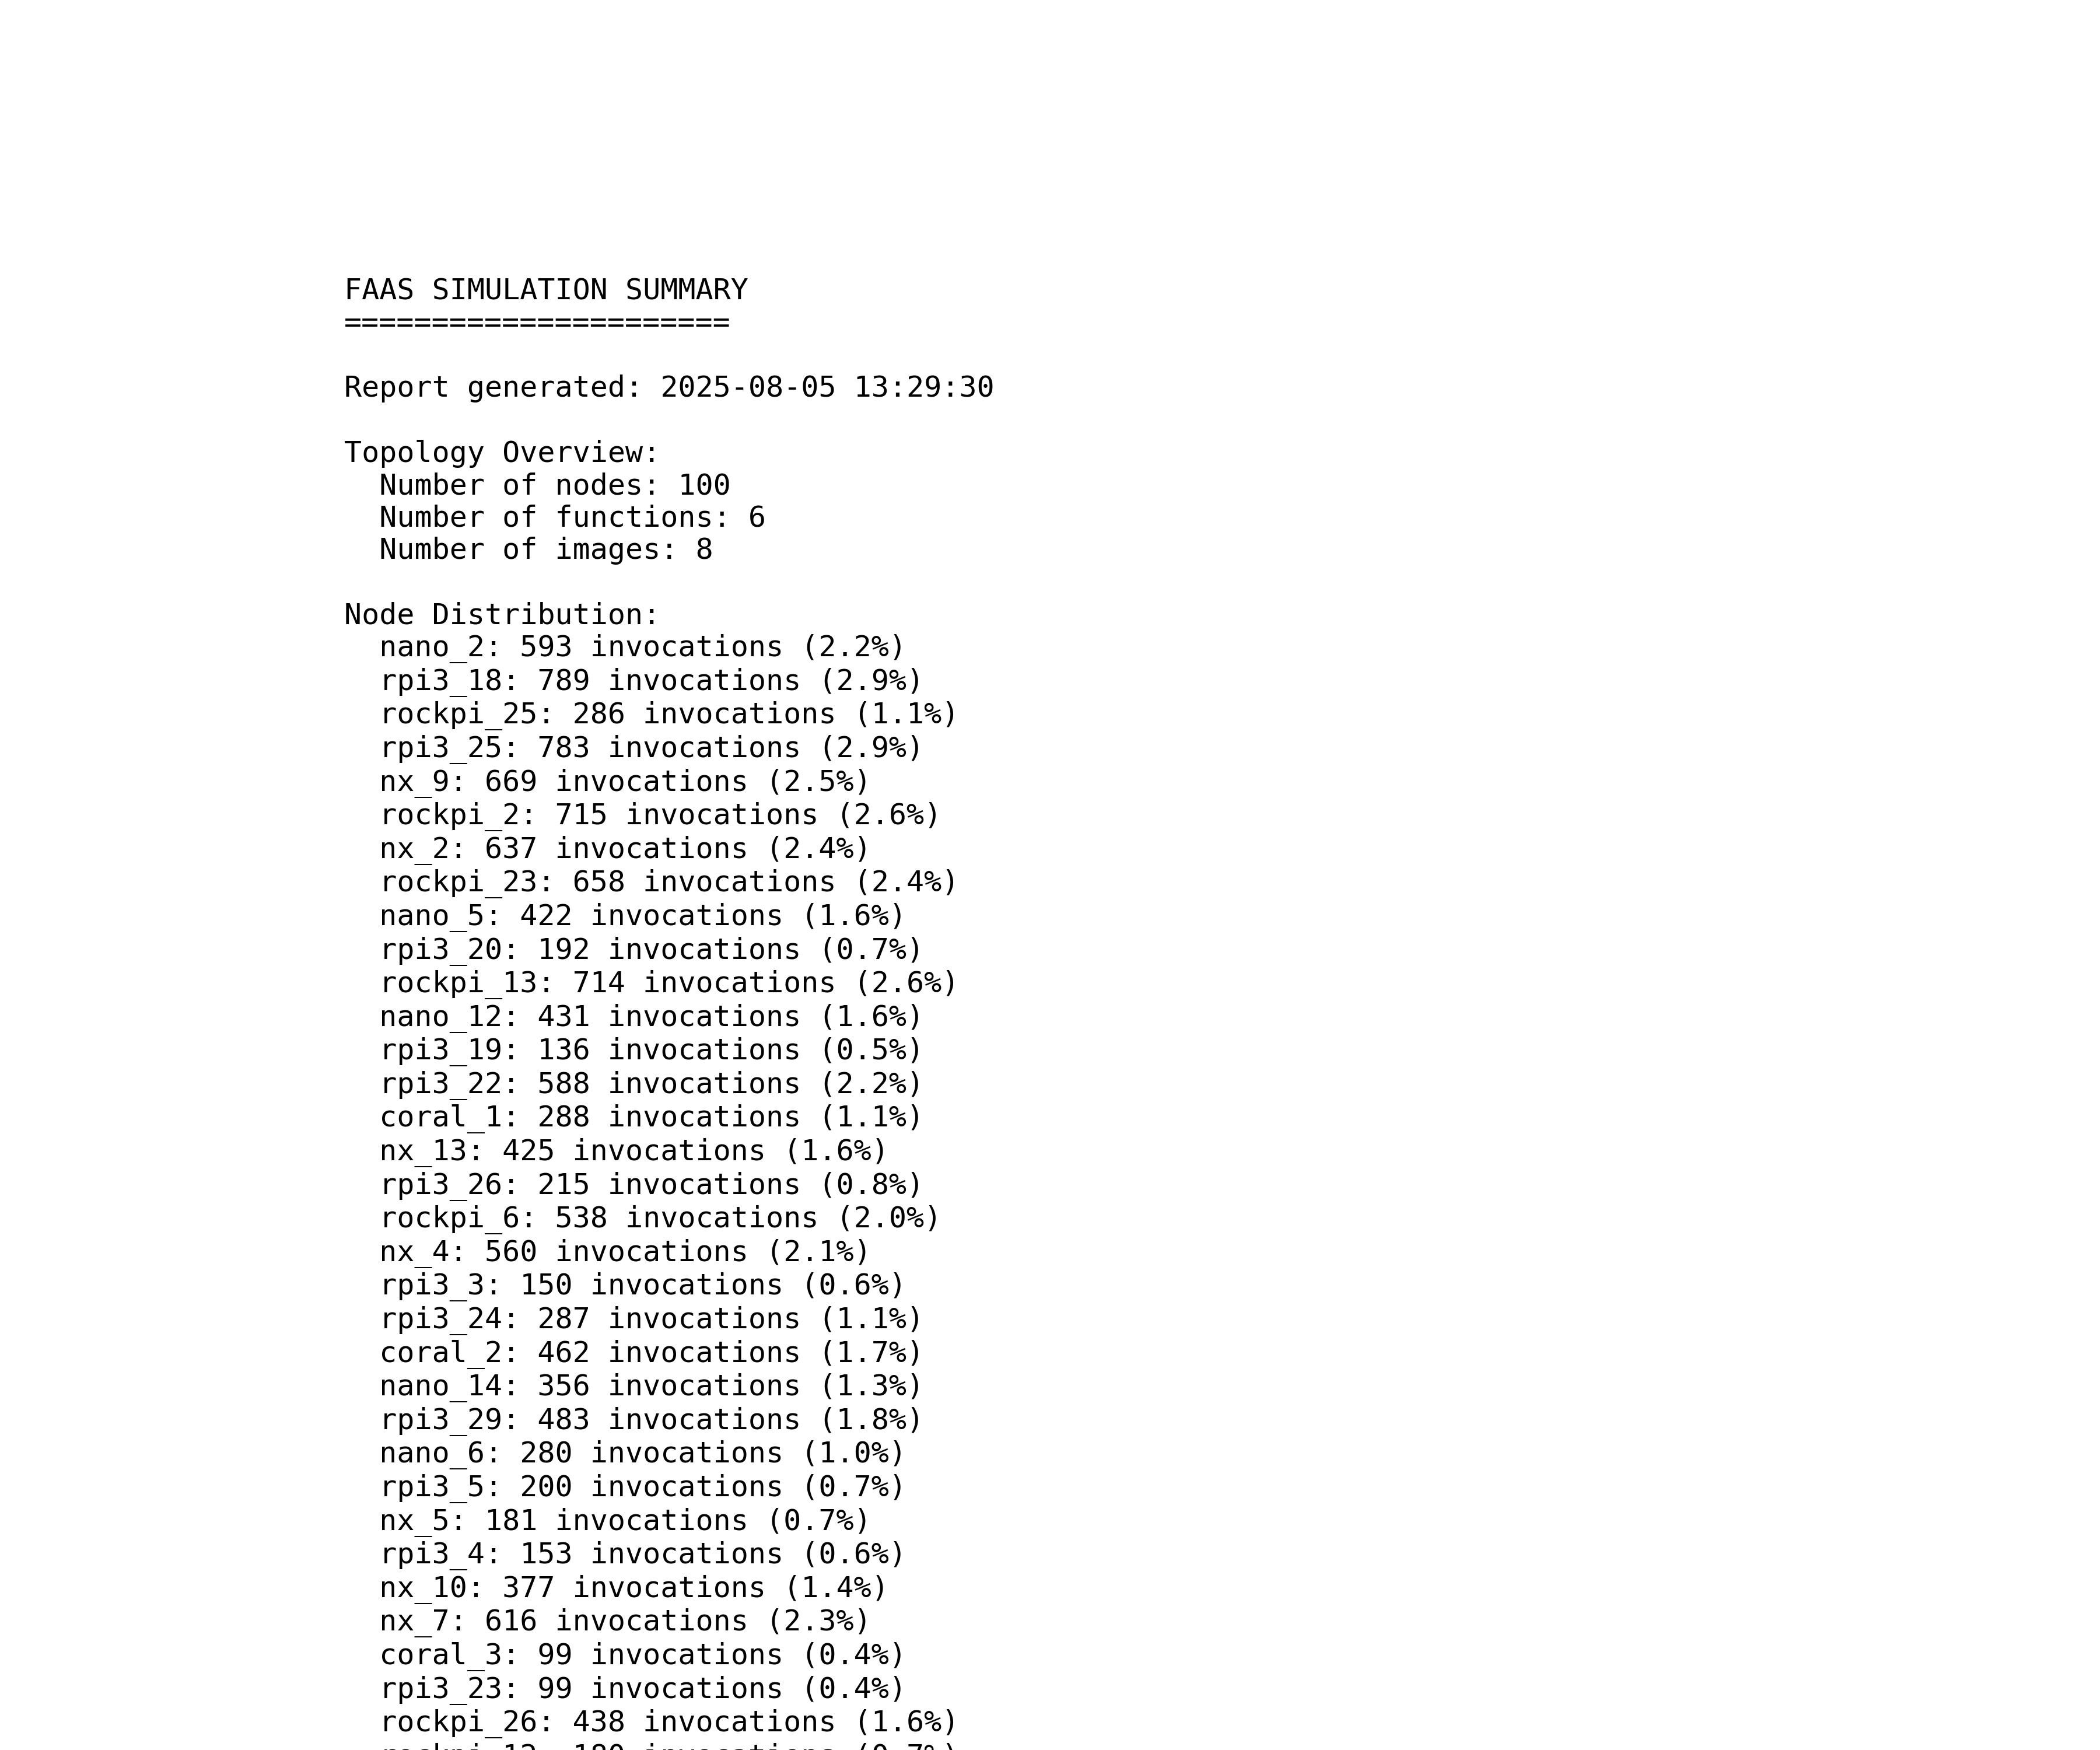 FAAS SIMULATION SUMMARY
======================
Report generated: 2025-08-05 13:29:30
Topology Overview:
Number of nodes: 100
Number of functions: 6
Number of images: 8
Node Distribution:
nano_2: 593 invocations (2.2%)
rpi3_18: 789 invocations (2.9%)
rockpi_25: 286 invocations (1.1%)
rpi3_25: 783 invocations (2.9%)
nx_9: 669 invocations (2.5%)
rockpi_2: 715 invocations (2.6%)
nx_2: 637 invocations (2.4%)
rockpi_23: 658 invocations (2.4%)
nano_5: 422 invocations (1.6%)
rpi3_20: 192 invocations (0.7%)
rockpi_13: 714 invocations (2.6%)
nano_12: 431 invocations (1.6%)
rpi3_19: 136 invocations (0.5%)
rpi3_22: 588 invocations (2.2%)
coral_1: 288 invocations (1.1%)
nx_13: 425 invocations (1.6%)
rpi3_26: 215 invocations (0.8%)
rockpi_6: 538 invocations (2.0%)
nx_4: 560 invocations (2.1%)
rpi3_3: 150 invocations (0.6%)
rpi3_24: 287 invocations (1.1%)
coral_2: 462 invocations (1.7%)
nano_14: 356 invocations (1.3%)
rpi3_29: 483 invocations (1.8%)
nano_6: 280 invocations (1.0%)
rpi3_5: 200 invocations (0.7%)
nx_5: 181 invocations (0.7%)
rpi3_4: 153 invocations (0.6%)
nx_10: 377 invocations (1.4%)
nx_7: 616 invocations (2.3%)
coral_3: 99 invocations (0.4%)
rpi3_23: 99 invocations (0.4%)
rockpi_26: 438 invocations (1.6%)